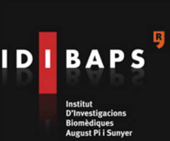 IDIBAPS
Institut
D'Investigacions
Biomèdiques
August Pi i Sunyer